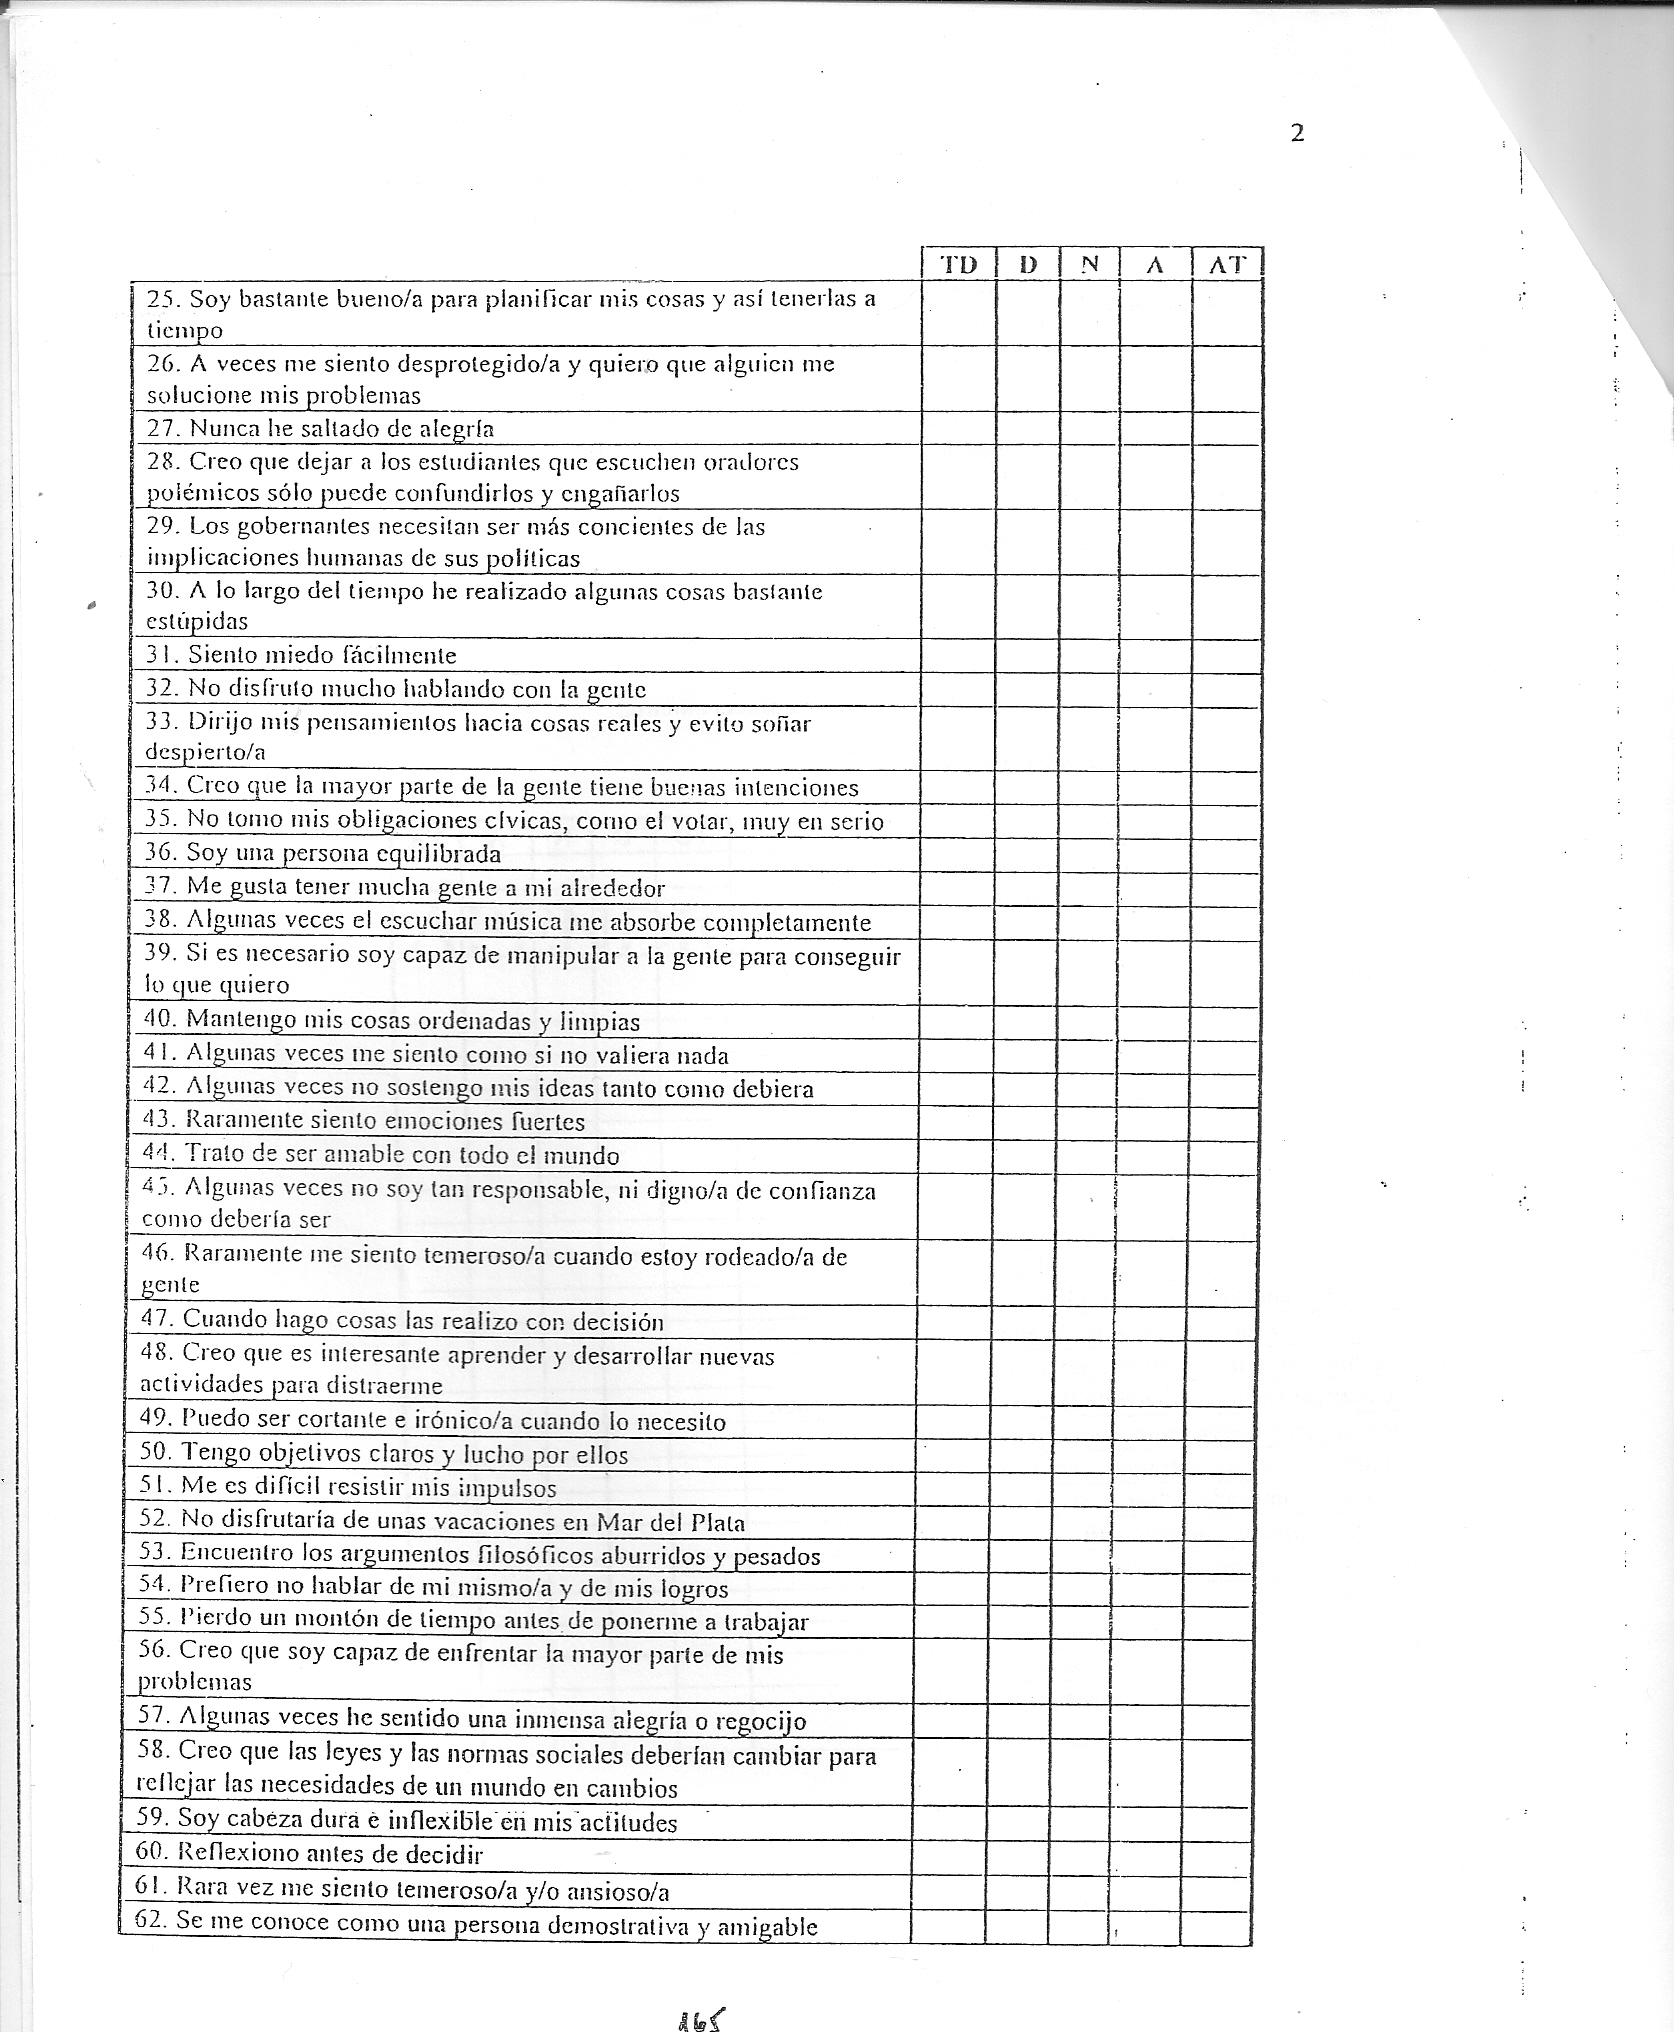 2
TD D N A AT
25. Soy bastante bueno/a para planificar mis cosas y así tenerlas a
tiempo
26. A veces me siento desprotegido/a y quiero que alguien me
solucione mis problemas
27. Nunca he saltado de alegría
28. Creo que dejar a los estudiantes que escuchen oradores
polémicos sólo puede confundirlos y engañarlos
29. Los gobernantes necesitan ser más concientes de las
implicaciones humanas de sus políticas
30. A lo largo del tiempo he realizado algunas cosas bastante
estúpidas
31. Siento miedo fácilmente
32. No disfruto mucho hablando con la gente
33. Dirijo mis pensamientos hacia cosas reales y evito soñar
despierto/a
34. Creo que la mayor parte de la gente tiene buenas intenciones
35. No tomo mis obligaciones cívicas, como el votar, muy en serio
36. Soy una persona equilibrada
37. Me gusta tener mucha gente a mi alrededor
38. Algunas veces el escuchar música me absorbe completamente
39. Si es necesario soy capaz de manipular a la gente para conseguir
lo que quiero
40. Mantengo mis cosas ordenadas y limpias
41. Algunas veces me siento como si no valiera nada
42. Algunas veces no sostengo mis ideas tanto como debiera
43. Raramente siento emociones fuertes
44. Trato de ser amable con todo el mundo
45. Algunas veces no soy tan responsable, ni digno/a de confianza
como debería ser
46. Raramente me siento temeroso/a cuando estoy rodeado/a de
gente
47. Cuando hago cosas las realizo con decisión
48. Creo que es interesante aprender y desarrollar nuevas
actividades para distraerme
49. Puedo ser cortante e irónico/a cuando lo necesito
50. Tengo objetivos claros y lucho por ellos
51. Me es difícil resistir mis impulsos
52. No disfrutaría de unas vacaciones en Mar del Plata
53. Encuentro los argumentos filosóficos aburridos y pesados
54. Prefiero no hablar de mi mismo/a y de mis logros
55. Pierdo un montón de tiempo antes de ponerme a trabajar
56. Creo que soy capaz de enfrentar la mayor parte de mis
problemas
57. Algunas veces he sentido una inmensa alegría o regocijo
58. Creo que las leyes y las normas sociales deberían cambiar para
reflejar las necesidades de un mundo en cambios
59. Soy cabeza dura e inflexible en mis actitudes
60. Reflexiono antes de decidir
61. Rara vez me siento temeroso/a y/o ansioso/a
62. Se me conoce como una persona demostrativa y amigable
165